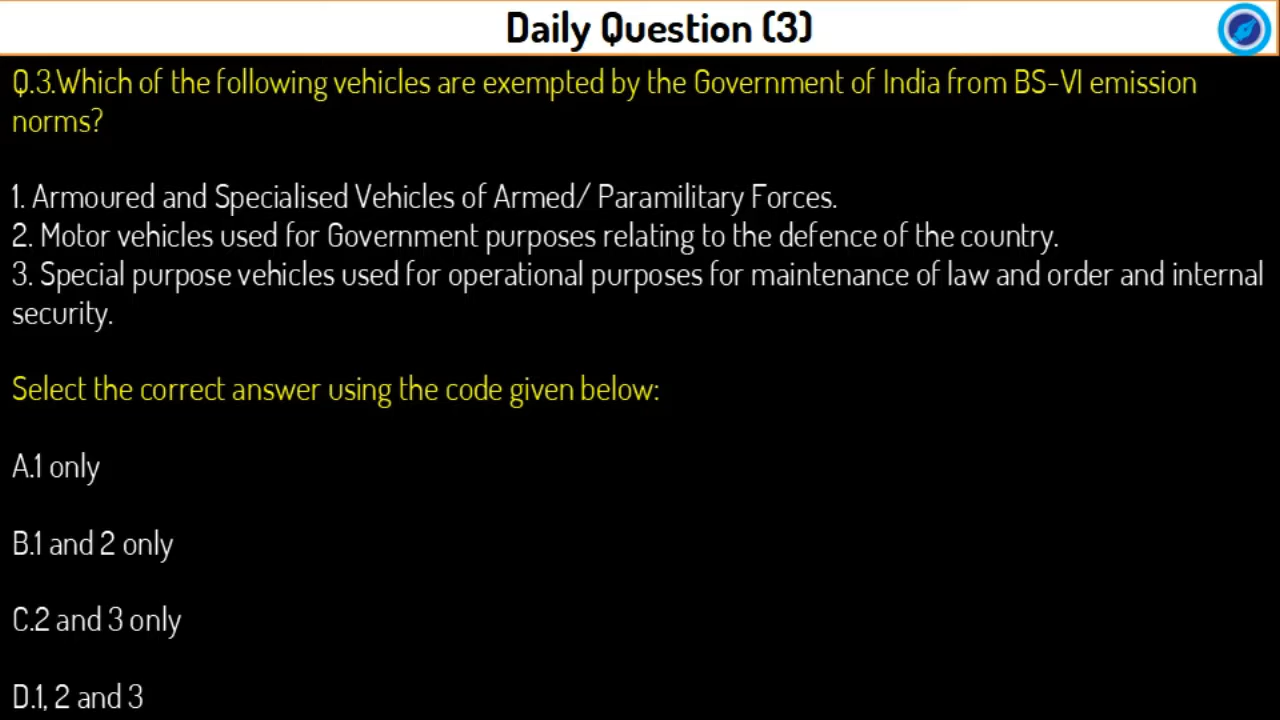 Daily Question (3)
Q.3.Which of the following vehicles are exempted by the Government of India from BS-VI emission
norms?
1. Armoured and Specialised Vehicles of Armed/ Paramilitary Forces.
2. Motor vehicles used for Government purposes relating to the defence of the country.
3. Special purpose vehicles used for operational purposes for maintenance of law and order and internal
security.
Select the correct answer using the code given below:
A.1 only
B.1 and 2 only
C.2 and 3 only
D.1, 2 and 3